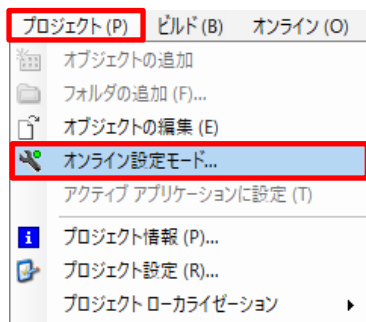 プロジェクト (P) ビルド (B) オンライン (O)
オブジェクトの追加
フォルダの追加 (F)...
オブジェクトの編集 (E)
オンライン設定モード...
アクティブ アプリケーションに設定 (T)
プロジェクト情報 (P)...
プロジェクト設定 (R)...
プロジェクト ローカライゼーション